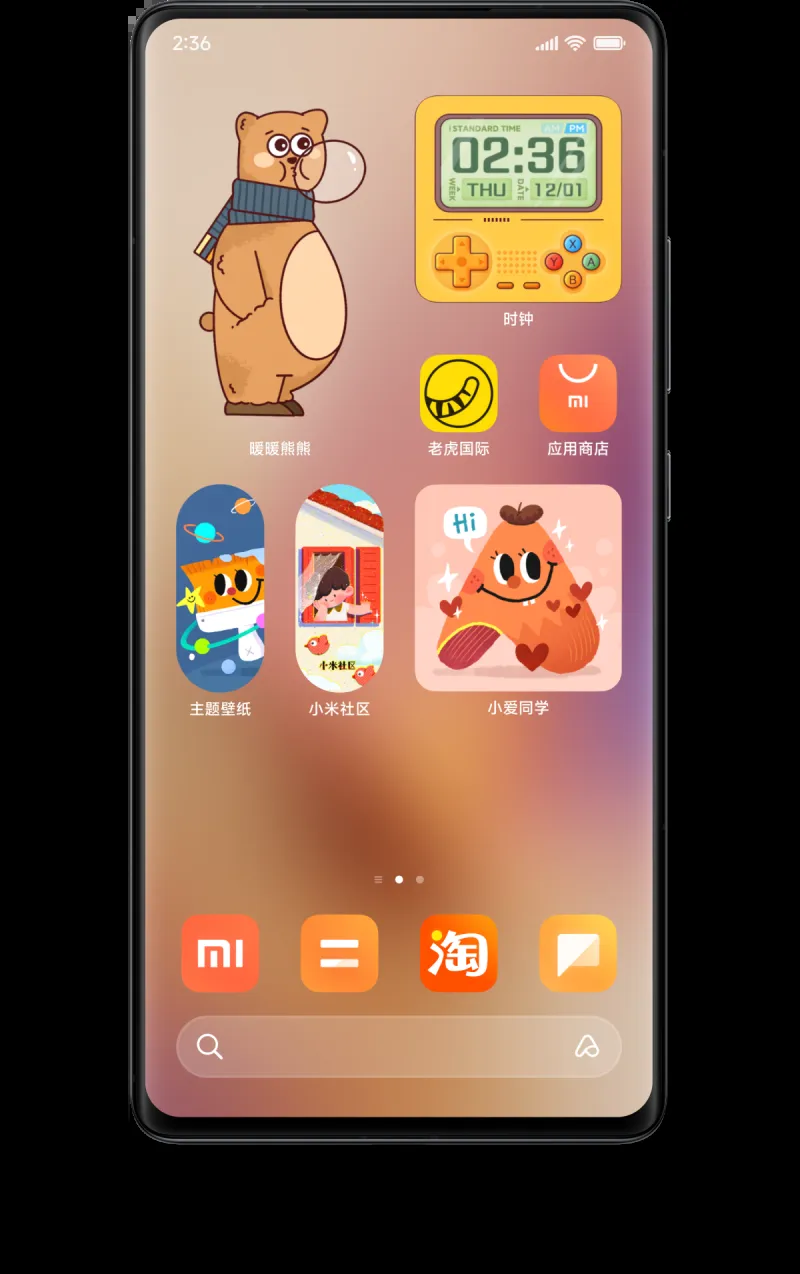 2:36
STANDARD TIME
AM / PM
02:36
WEEK THU DATE 12/01
X
Y A
B
时钟
暖暖熊熊
老虎国际
mi
应用商店
Hi
小米社区
主题壁纸
小米社区
小爱同学
mi
淘